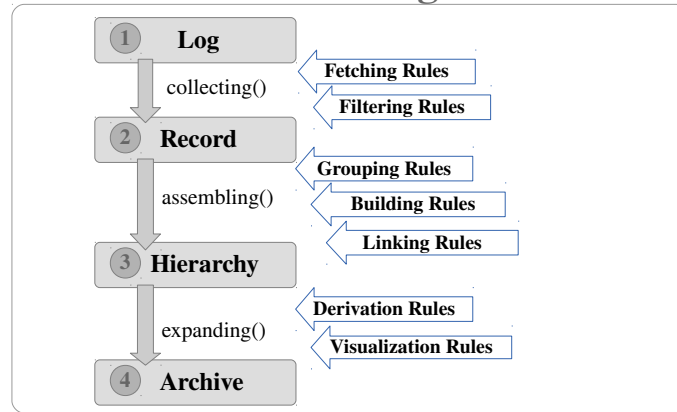 1 Log
Fetching Rules
collecting()
Filtering Rules
2 Record
Grouping Rules
assembling()
Building Rules
Linking Rules
3 Hierarchy
Derivation Rules
expanding()
Visualization Rules
4 Archive